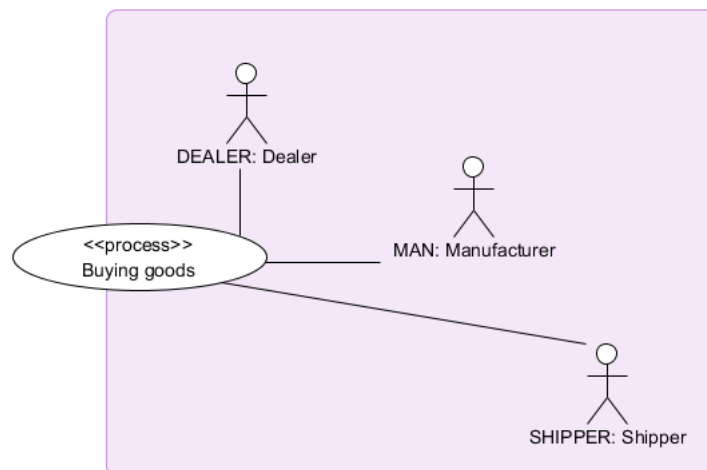 DEALER: Dealer
<<process>>
Buying goods
MAN: Manufacturer
SHIPPER: Shipper